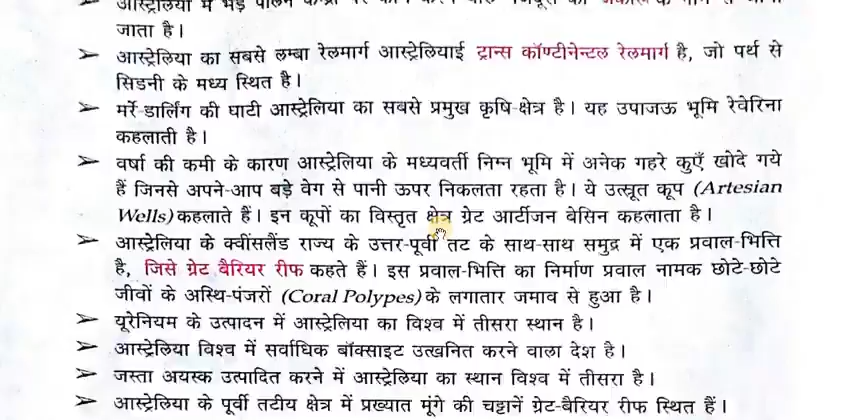 आस्ट्रेलिया में भेड़ पालन
जाता है।
➢ आस्ट्रेलिया का सबसे लम्बा रेलमार्ग आस्ट्रेलियाई ट्रान्स कॉण्टीनेन्टल रेलमार्ग है, जो पर्थ से
सिडनी के मध्य स्थित है।
➢ मर्रे-डार्लिंग की घाटी आस्ट्रेलिया का सबसे प्रमुख कृषि-क्षेत्र है। यह उपाजऊ भूमि रेवेरिना
कहलाती है।
➢ वर्षा की कमी के कारण आस्ट्रेलिया के मध्यवर्ती निम्न भूमि में अनेक गहरे कुएँ खोदे गये
हैं जिनसे अपने-आप बड़े वेग से पानी ऊपर निकलता रहता है। ये उत्स्रूत कूप (Artesian
Wells) कहलाते हैं। इन कूपों का विस्तृत क्षेत्र ग्रेट आर्टीजन बेसिन कहलाता है।
➢ आस्ट्रेलिया के क्वींसलैंड राज्य के उत्तर-पूर्वी तट के साथ-साथ समुद्र में एक प्रवाल-भित्ति
है, जिसे ग्रेट बैरियर रीफ कहते हैं। इस प्रवाल-भित्ति का निर्माण प्रवाल नामक छोटे-छोटे
जीवों के अस्थि-पंजरों (Coral Polypes) के लगातार जमाव से हुआ है।
➢ यूरेनियम के उत्पादन में आस्ट्रेलिया का विश्व में तीसरा स्थान है।
➢ आस्ट्रेलिया विश्व में सर्वाधिक बॉक्साइट उत्खनित करने वाला देश है।
➢ जस्ता अयस्क उत्पादित करने में आस्ट्रेलिया का स्थान विश्व में तीसरा है।
➢ आस्ट्रेलिया के पूर्वी तटीय क्षेत्र में प्रख्यात मूंगे की चट्टानें ग्रेट-बैरियर रीफ स्थित हैं।